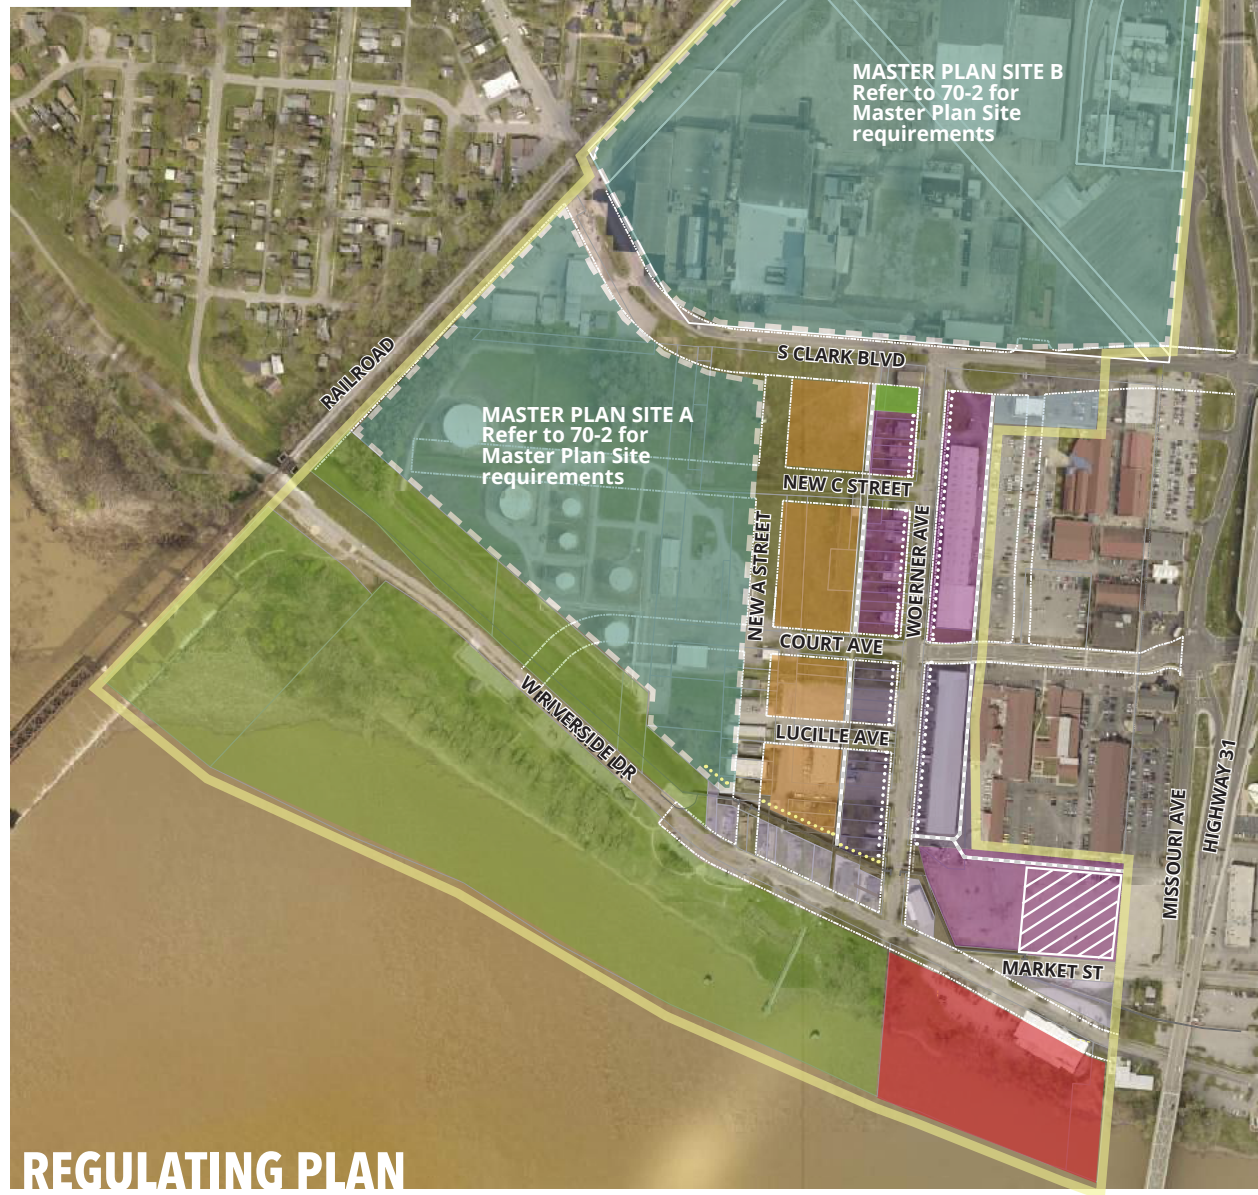 MASTER PLAN SITE B
Refer to 70-2 for
Master Plan Site
requirements
S CLARK BLVD
RAILROAD
MASTER PLAN SITE A
Refer to 70-2 for
Master Plan Site
requirements
NEW C STREET
NEW A STREET
WOERNER AVE
COURT AVE
W RIVERSIDE DR
LUCILLE AVE
HIGHWAY 31
MISSOURI AVE
MARKET ST
REGULATING PLAN